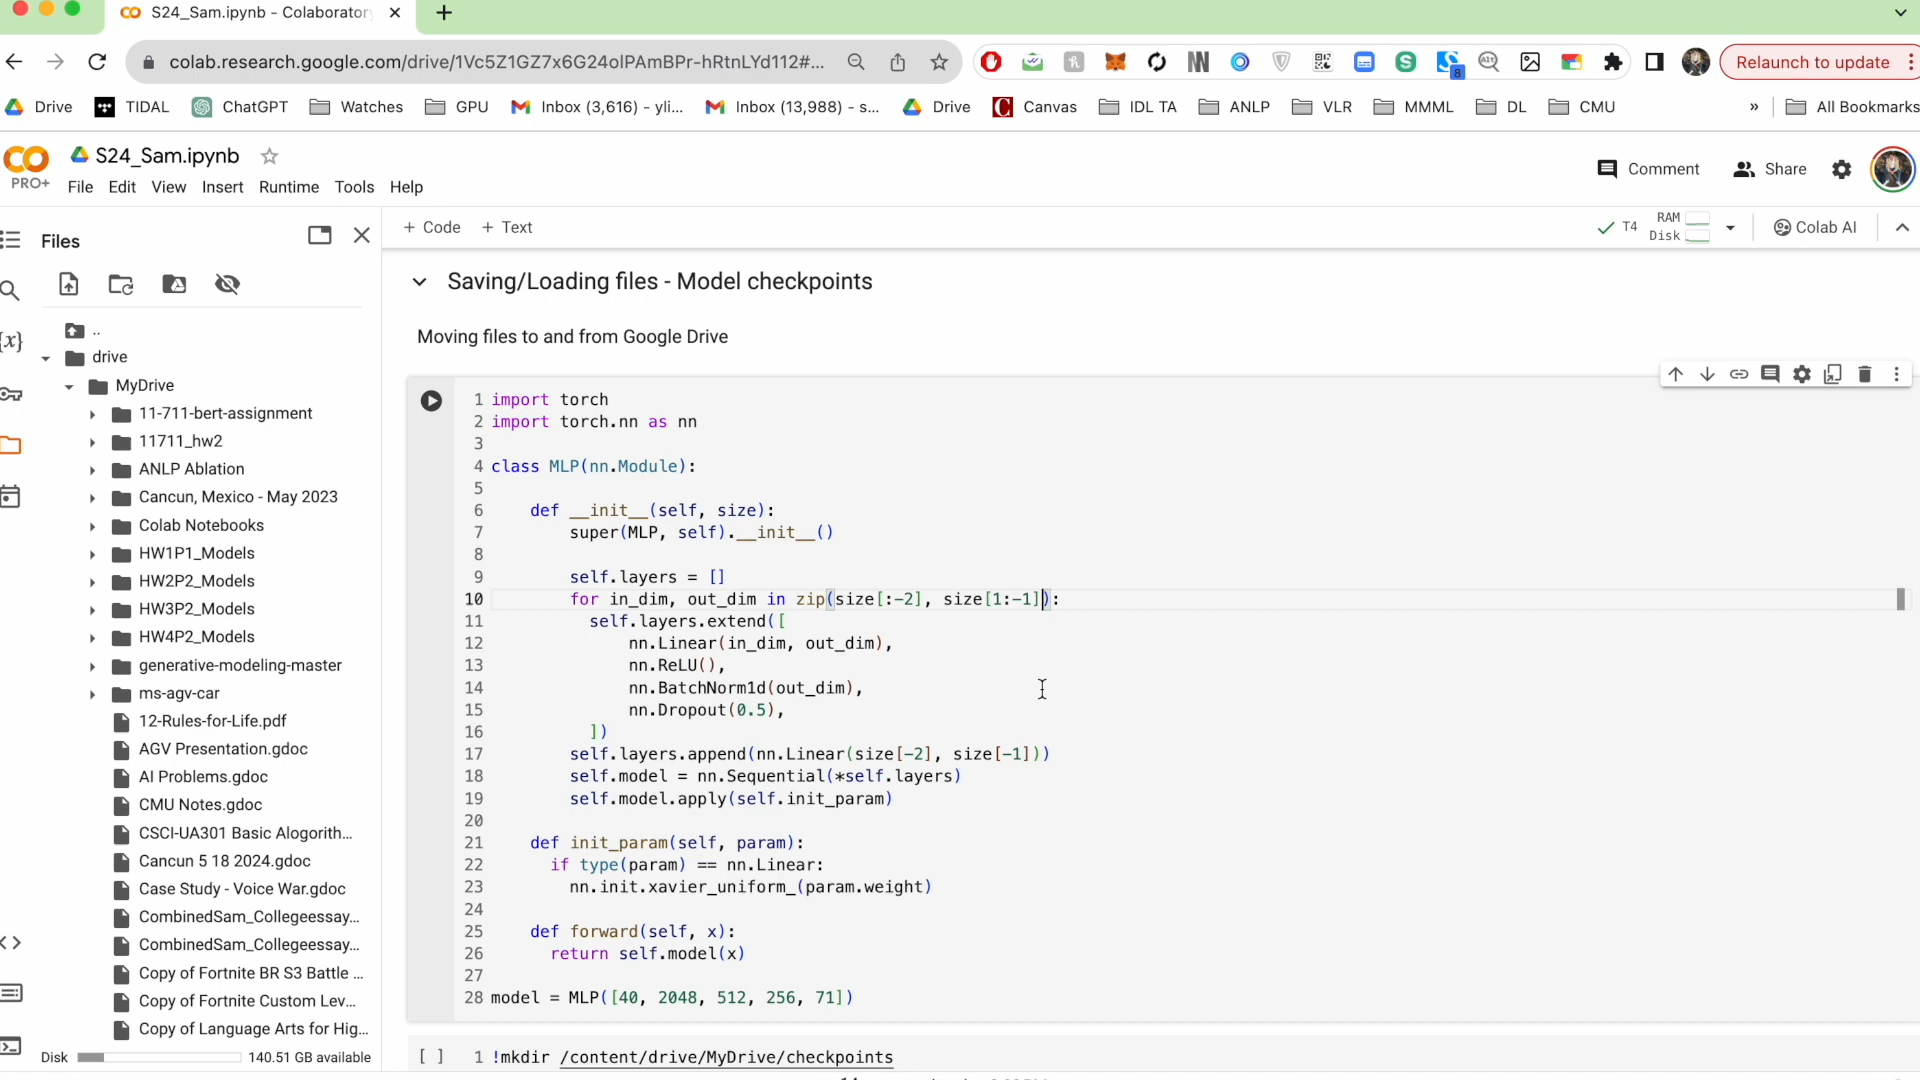 S24_Sam.ipynb - Colaboratory
colab.research.google.com/drive/1Vc5Z1GZ7x6G24olPAmBPr-hRtnLYd112#...
8
Relaunch to update
Drive TIDAL ChatGPT Watches GPU Inbox (3,616) - yli... Inbox (13,988) - s... Drive Canvas IDL TA ANLP VLR MMML DL CMU » All Bookmarks
S24_Sam.ipynb
PRO+
File Edit View Insert Runtime Tools Help
Comment Share
Files
+ Code + Text
T4 RAM Disk Colab AI
..
drive
MyDrive
11-711-bert-assignment
11711_hw2
ANLP Ablation
Cancun, Mexico - May 2023
Colab Notebooks
HW1P1_Models
HW2P2_Models
HW3P2_Models
HW4P2_Models
generative-modeling-master
ms-agv-car
12-Rules-for-Life.pdf
AGV Presentation.gdoc
AI Problems.gdoc
CMU Notes.gdoc
CSCI-UA301 Basic Alogorith...
Cancun 5 18 2024.gdoc
Case Study - Voice War.gdoc
CombinedSam_Collegeessay...
CombinedSam_Collegeessay...
Copy of Fortnite BR S3 Battle ...
Copy of Fortnite Custom Lev...
Copy of Language Arts for Hig...
Disk 140.51 GB available
Saving/Loading files - Model checkpoints
Moving files to and from Google Drive
1 import torch
2 import torch.nn as nn
3
4 class MLP(nn.Module):
5
6 def __init__(self, size):
7 super(MLP, self).__init__()
8
9 self.layers = []
10 for in_dim, out_dim in zip(size[:-2], size[1:-1]):
11 self.layers.extend([
12 nn.Linear(in_dim, out_dim),
13 nn.ReLU(),
14 nn.BatchNorm1d(out_dim),
15 nn.Dropout(0.5),
16 ])
17 self.layers.append(nn.Linear(size[-2], size[-1]))
18 self.model = nn.Sequential(*self.layers)
19 self.model.apply(self.init_param)
20
21 def init_param(self, param):
22 if type(param) == nn.Linear:
23 nn.init.xavier_uniform_(param.weight)
24
25 def forward(self, x):
26 return self.model(x)
27
28 model = MLP([40, 2048, 512, 256, 71])
[ ] 1 !mkdir /content/drive/MyDrive/checkpoints